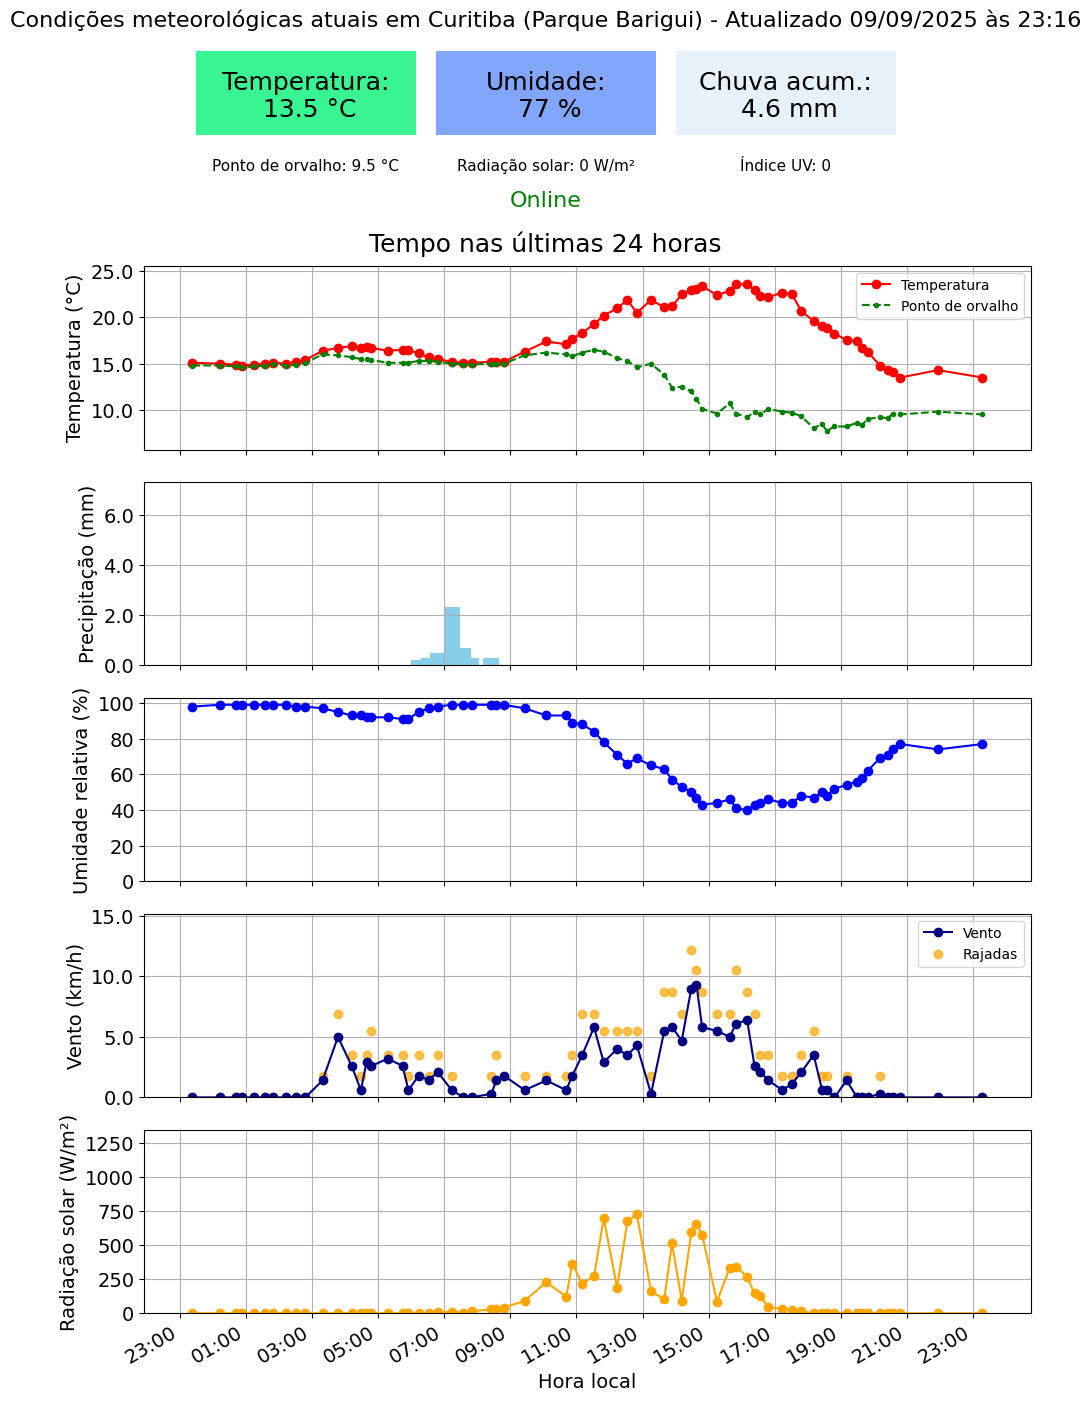 Condições meteorológicas atuais em Curitiba (Parque Barigui) - Atualizado 09/09/2025 às 23:16
Temperatura:
13.5 °C
Umidade:
77 %
Chuva acum.:
4.6 mm
Ponto de orvalho: 9.5 °C
Radiação solar: 0 W/m²
Índice UV: 0
Online
Tempo nas últimas 24 horas
Temperatura (°C)
25.0
20.0
15.0
10.0
Temperatura
Ponto de orvalho
Precipitação (mm)
6.0
4.0
2.0
0.0
Umidade relativa (%)
100
80
60
40
20
0
Vento (km/h)
15.0
10.0
5.0
0.0
Vento
Rajadas
Radiação solar (W/m²)
1250
1000
750
500
250
0
23:00
01:00
03:00
05:00
07:00
09:00
11:00
13:00
15:00
17:00
19:00
21:00
23:00
Hora local